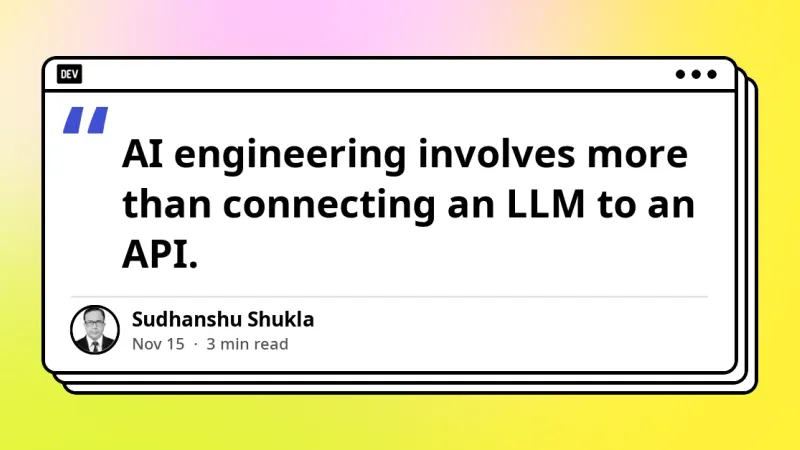 DEV
AI engineering involves more
than connecting an LLM to an
API.
Sudhanshu Shukla
Nov 15 · 3 min read